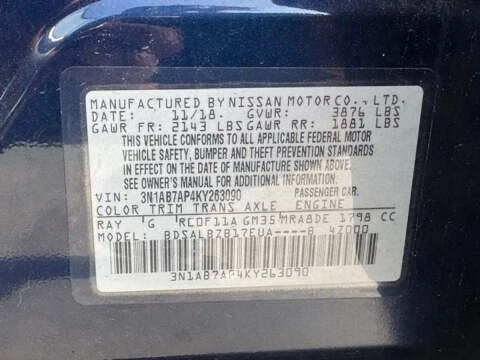 MANUFACTURED BY NISSAN MOTOR CO., LTD.
DATE: 11/18. GVWR: 3876 LBS
GAWR FR: 2143 LBS GAWR RR: 1881 LBS
THIS VEHICLE CONFORMS TO ALL APPLICABLE FEDERAL MOTOR
VEHICLE SAFETY, BUMPER AND THEFT PREVENTION STANDARDS
IN EFFECT ON THE DATE OF MANUFACTURE SHOWN ABOVE.
SEE OWNER'S MANUAL FOR ADDITIONAL INFORMATION.
VIN: 3N1AB7AP4KY263090 PASSENGER CAR.
COLOR TRIM TRANS AXLE ENGINE
RAY G RE0F11A GM35 MRA8DE 1798 CC
MODEL: BDSALBZB17EUA----B 4Z000
3N1AB7AP4KY263090